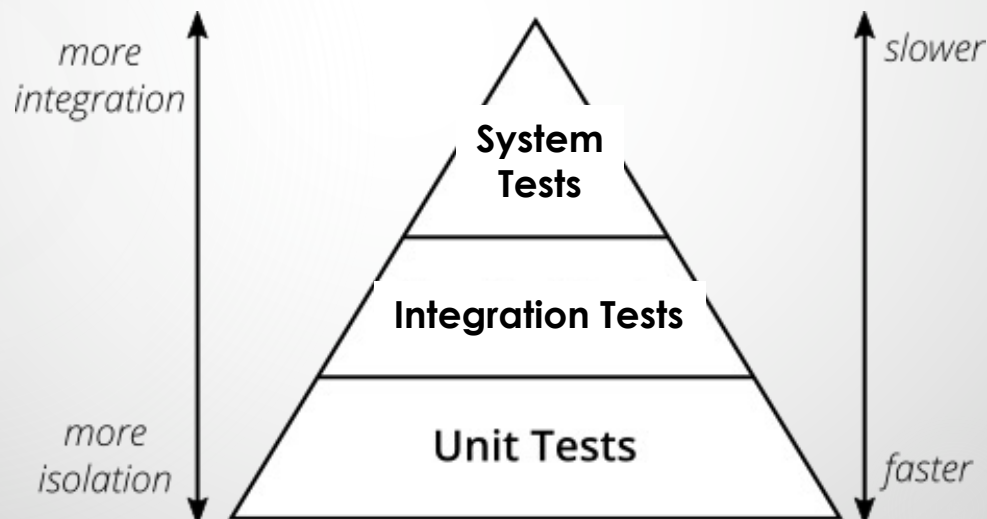 more
integration
slower
System
Tests
Integration Tests
more
isolation
Unit Tests
faster